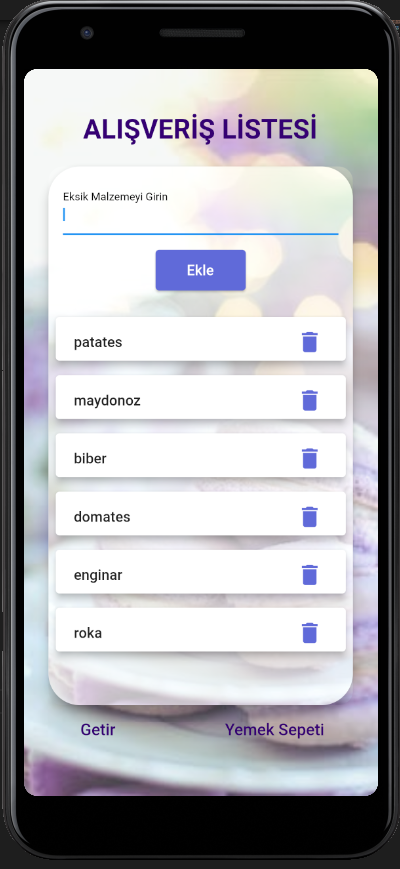 ALIŞVERİŞ LİSTESİ
Eksik Malzemeyi Girin
Ekle
patates
maydonoz
biber
domates
enginar
roka
Getir Yemek Sepeti